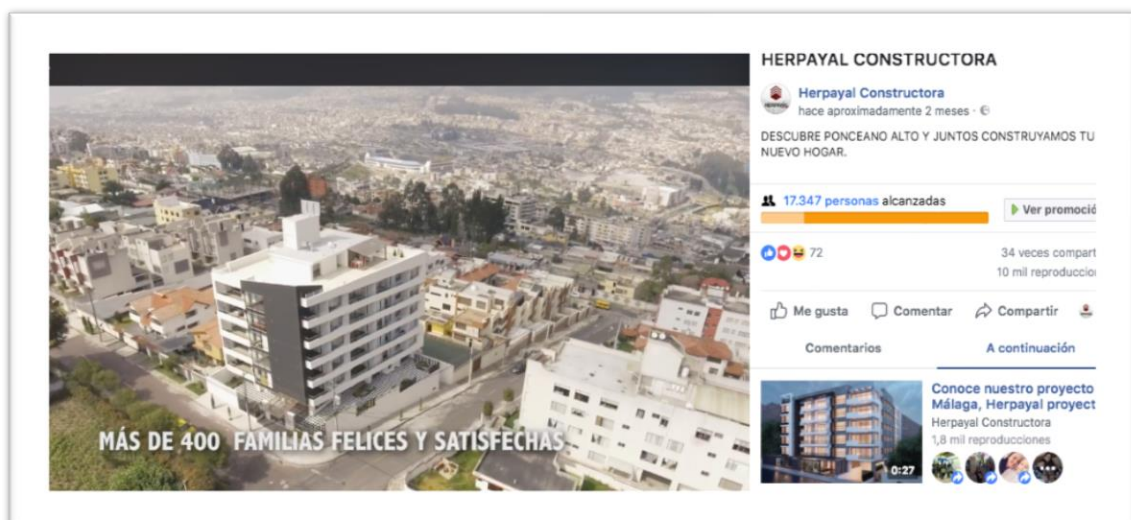 MÁS DE 400 FAMILIAS FELICES Y SATISFECHAS
HERPAYAL CONSTRUCTORA
Herpayal Constructora
hace aproximadamente 2 meses ·
DESCUBRE PONCEANO ALTO Y JUNTOS CONSTRUYAMOS TU
NUEVO HOGAR.
17.347 personas alcanzadas
Ver promoció
72
34 veces compart
10 mil reproduccio
Me gusta Comentar Compartir
Comentarios A continuación
Conoce nuestro proyecto
Málaga, Herpayal proyect
Herpayal Constructora
1,8 mil reproducciones
0:27